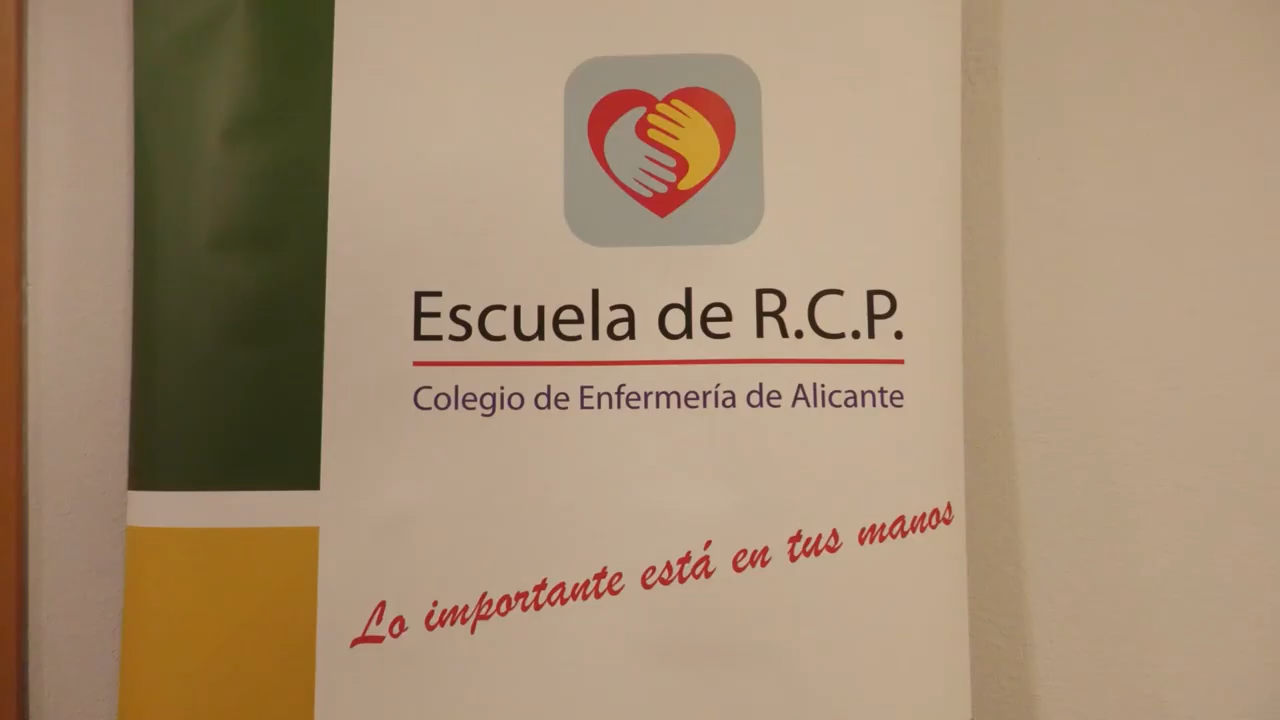 Escuela de R.C.P.
Colegio de Enfermería de Alicante
Lo importante está en tus manos